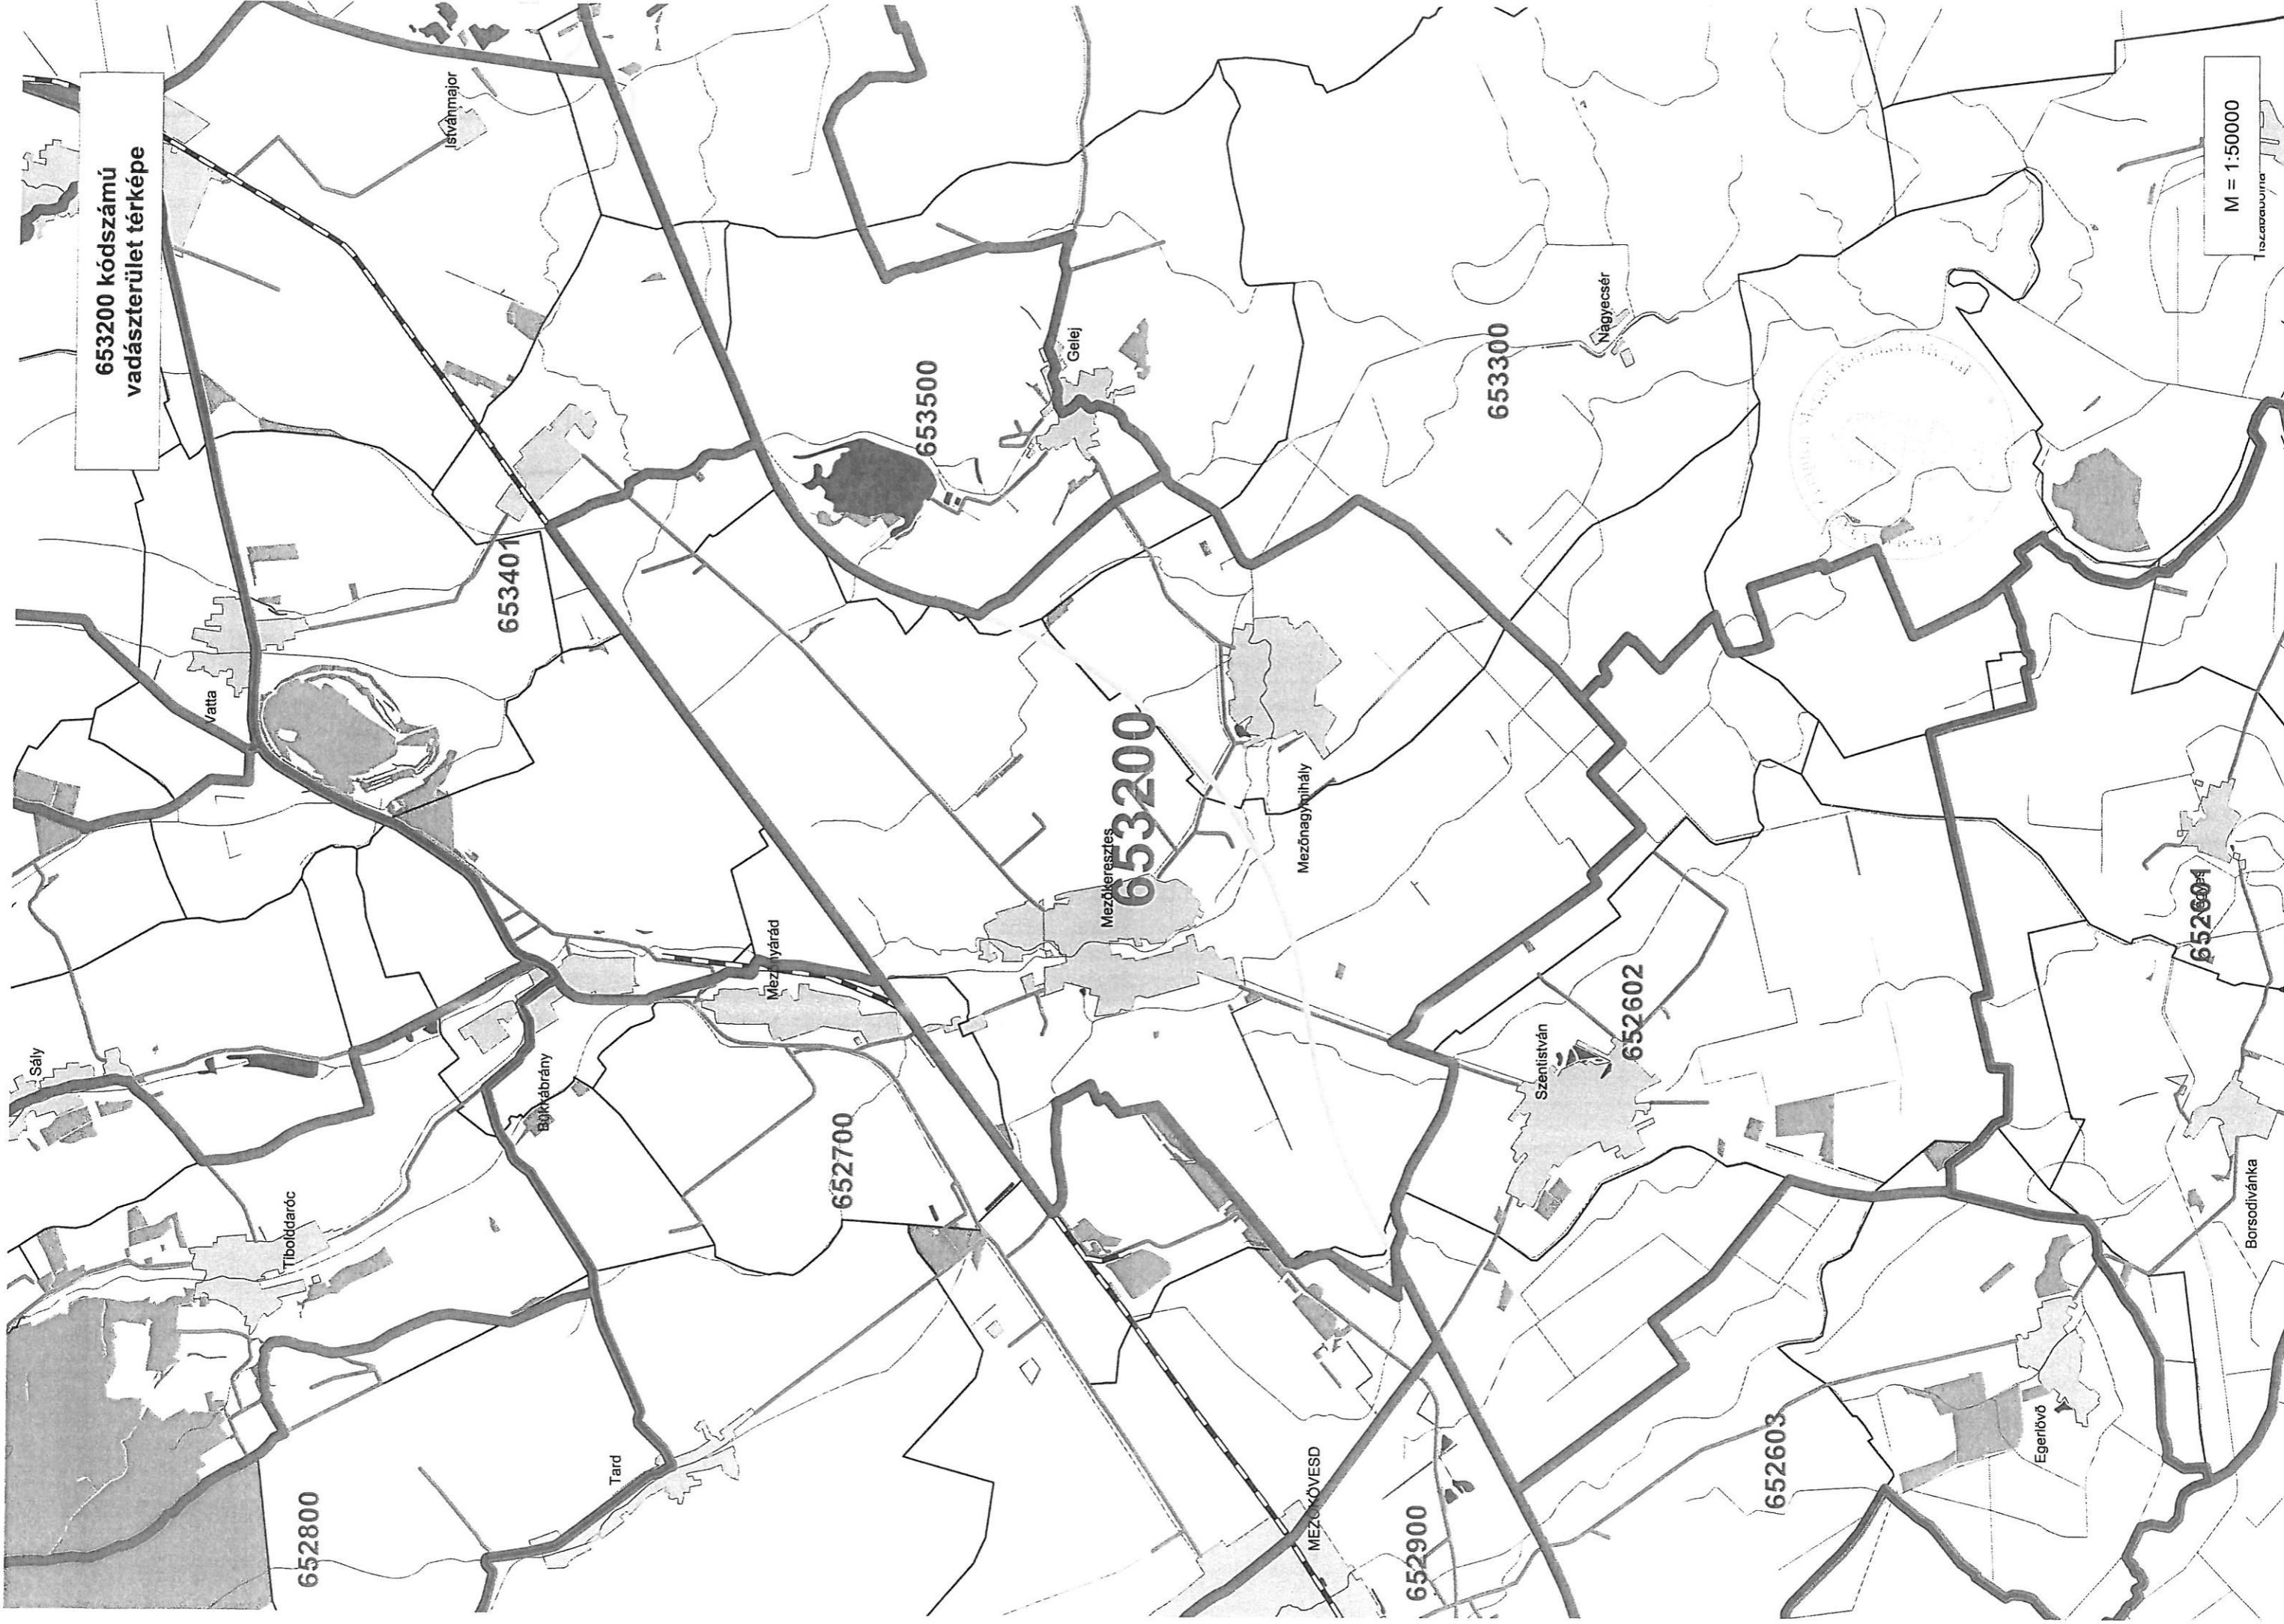 653200 kódszámú
vadászterület térképe
Istvánmajor
Vatta
653401
653500
Gelej
653300
Nagyecsér
M = 1:50000
Sály
Bükkábrány
Mezőnyárád
Mezőkeresztes
653200
Mezőnagymihály
652700
Tibolddaróc
Szentistván
652602
652601
Borsodivánka
652800
Tard
MEZŐKÖVESD
652900
652603
Egerlövő